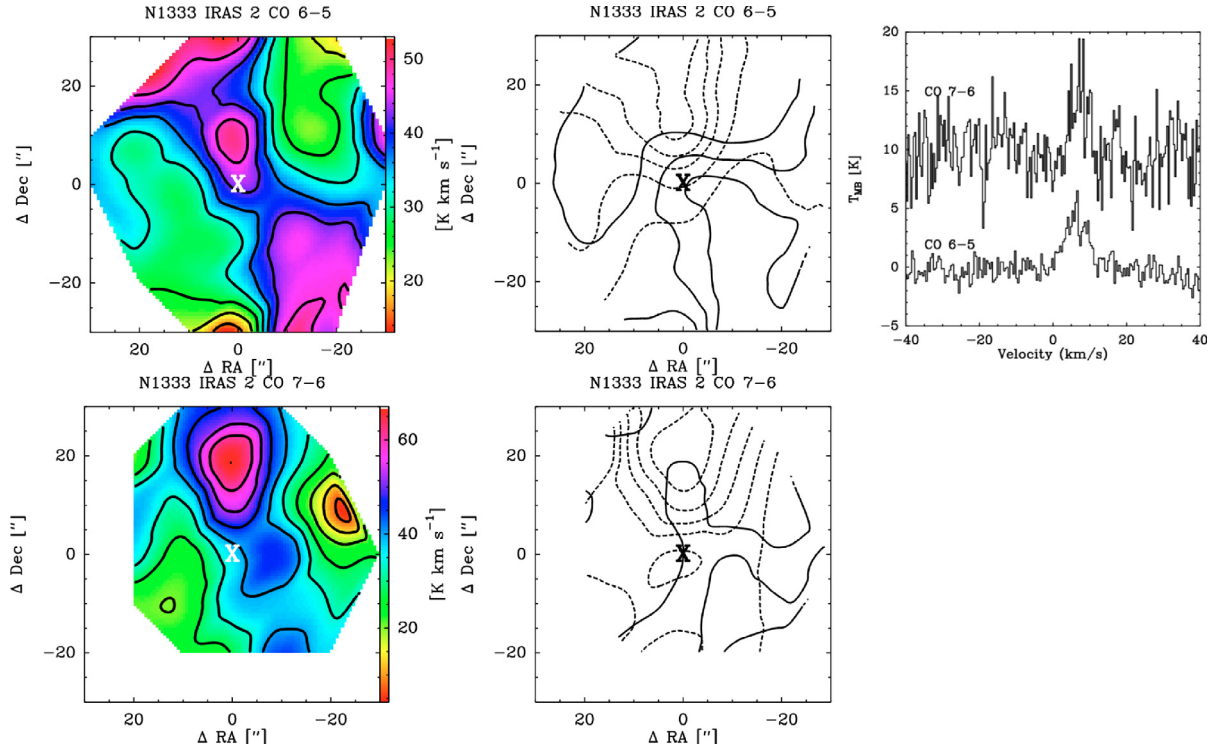 N1333 IRAS 2 CO 6−5
N1333 IRAS 2 CO 6−5
20
0
−20
Δ Dec ["]
20
0
−20
Δ RA ["]
50
40
30
20
[K km s⁻¹]
20
0
−20
Δ Dec ["]
20
0
−20
Δ RA ["]
X
X
20
15
10
5
0
−5
T_MB [K]
CO 7−6
CO 6−5
−40
−20
0
20
40
Velocity (km/s)
N1333 IRAS 2 CO 7−6
N1333 IRAS 2 CO 7−6
20
0
−20
Δ Dec ["]
20
0
−20
Δ RA ["]
60
40
20
[K km s⁻¹]
20
0
−20
Δ Dec ["]
20
0
−20
Δ RA ["]
X
X